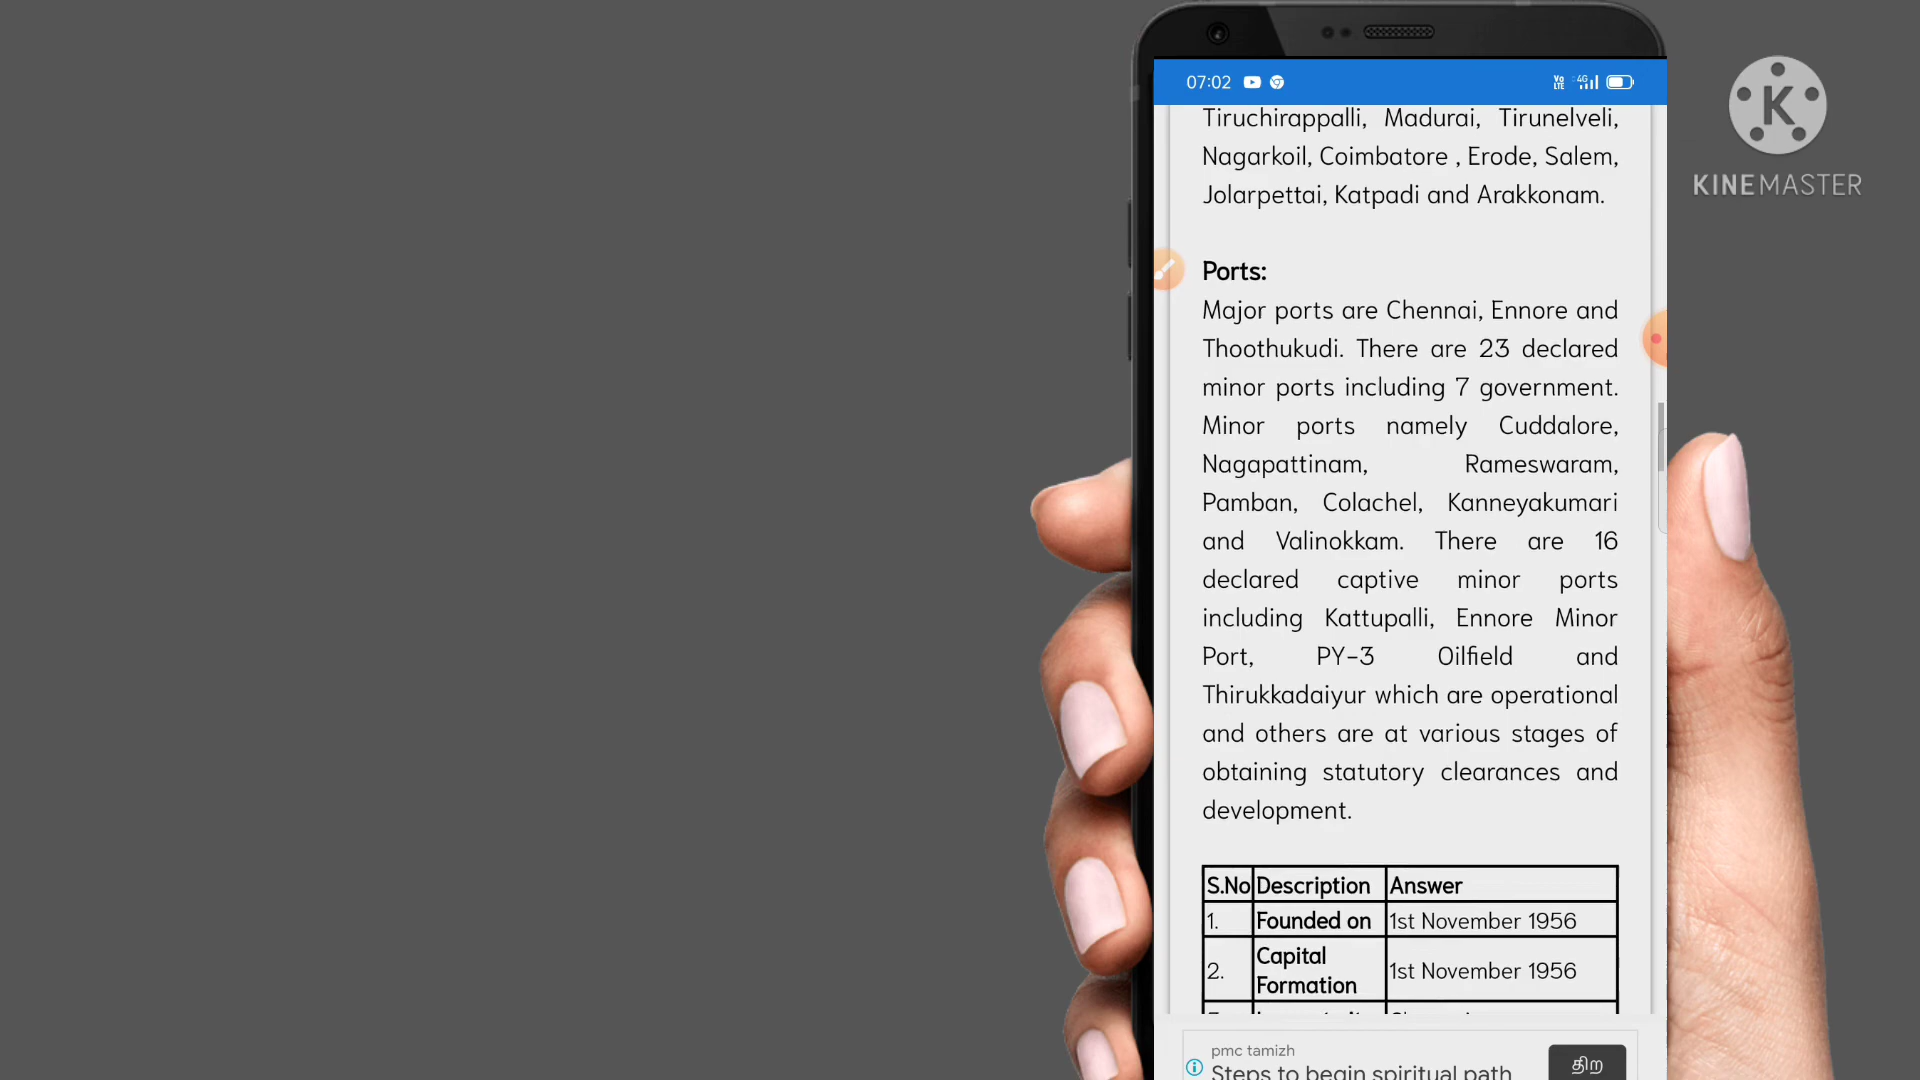 07:02
Vo LTE 4G
Tiruchirappalli, Madurai, Tirunelveli,
Nagarkoil, Coimbatore , Erode, Salem,
Jolarpettai, Katpadi and Arakkonam.
Ports:
Major ports are Chennai, Ennore and
Thoothukudi. There are 23 declared
minor ports including 7 government.
Minor ports namely Cuddalore,
Nagapattinam, Rameswaram,
Pamban, Colachel, Kanneyakumari
and Valinokkam. There are 16
declared captive minor ports
including Kattupalli, Ennore Minor
Port, PY-3 Oilfield and
Thirukkadaiyur which are operational
and others are at various stages of
obtaining statutory clearances and
development.
S.No Description Answer
1. Founded on 1st November 1956
2. Capital Formation 1st November 1956
pmc tamizh
Steps to begin spiritual path
திற
K
KINEMASTER